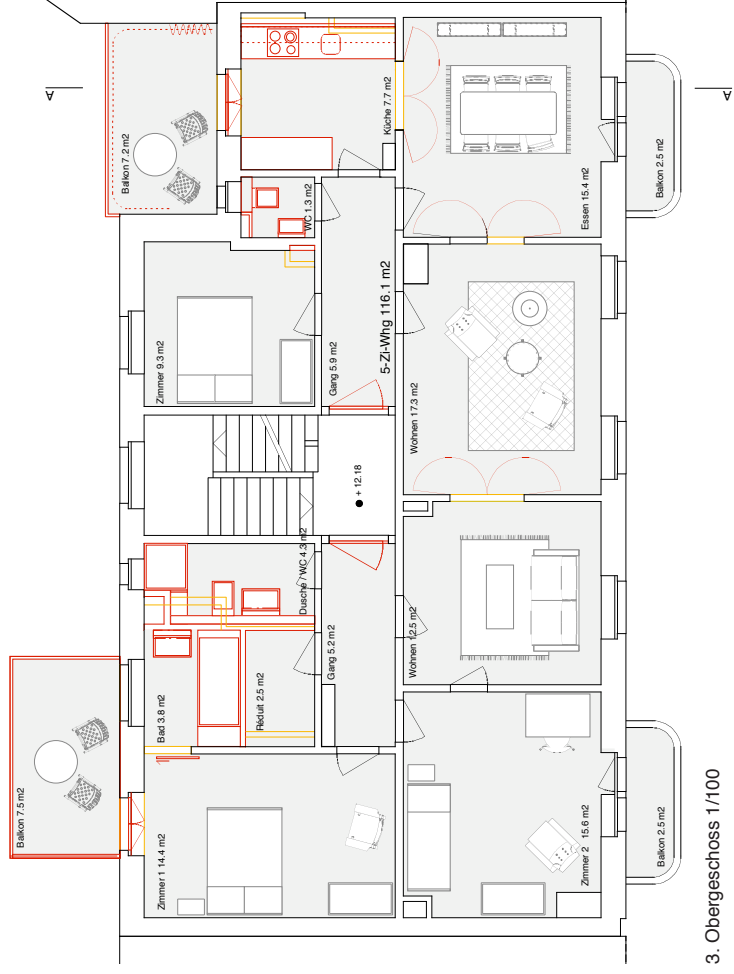 Balkon 7.5 m2
A
Balkon 7.2 m2
Zimmer 1 14.4 m2
Bad 3.8 m2
Zimmer 9.3 m2
Réduit 2.5 m2
Dusche / WC 4.3 m2
WC 1.3 m2
Gang 5.2 m2
Gang 5.9 m2
+ 12.18
5-Zi-Whg 116.1 m2
Küche 7.7 m2
Wohnen 12.5 m2
Wohnen 17.3 m2
Zimmer 2 15.6 m2
Essen 15.4 m2
Balkon 2.5 m2
Balkon 2.5 m2
3. Obergeschoss 1/100
A